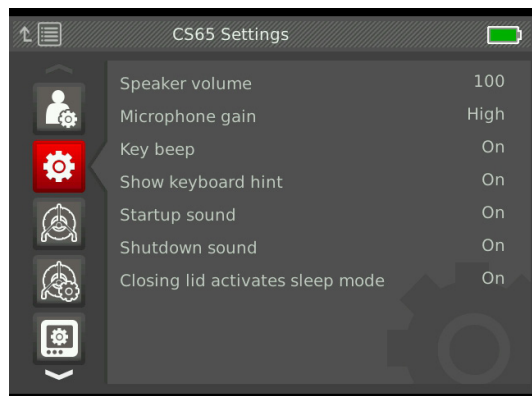 CS65 Settings
Speaker volume 100
Microphone gain High
Key beep On
Show keyboard hint On
Startup sound On
Shutdown sound On
Closing lid activates sleep mode On